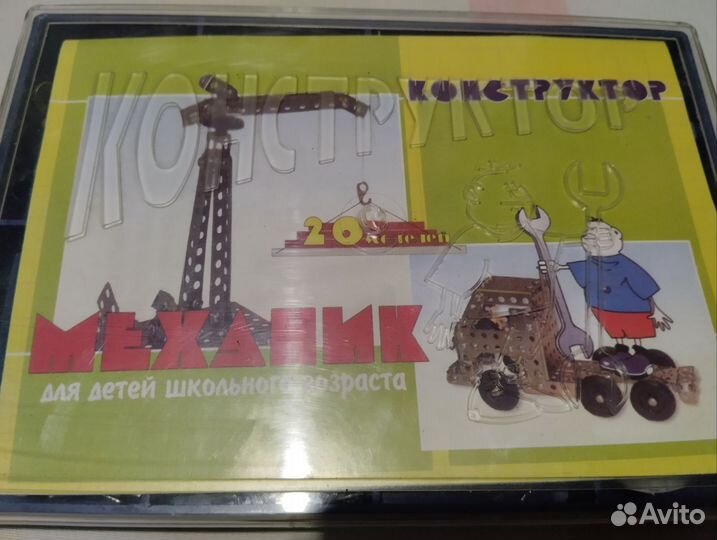 КОНСТРУКТОР
КОНСТРУКТОР
20 моделей
МЕХАНИК
для детей школьного возраста
Avito